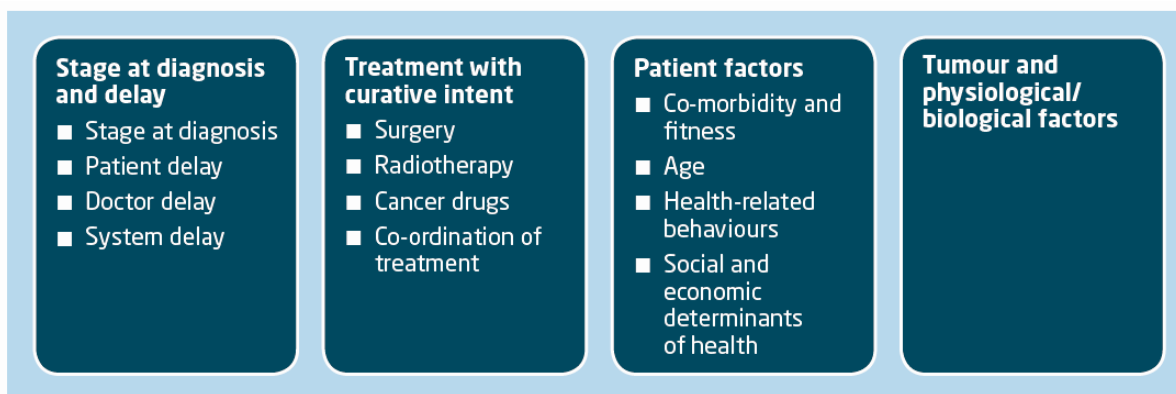 Stage at diagnosis
and delay
■ Stage at diagnosis
■ Patient delay
■ Doctor delay
■ System delay
Treatment with
curative intent
■ Surgery
■ Radiotherapy
■ Cancer drugs
■ Co-ordination of
treatment
Patient factors
■ Co-morbidity and
fitness
■ Age
■ Health-related
behaviours
■ Social and
economic
determinants
of health
Tumour and
physiological/
biological factors